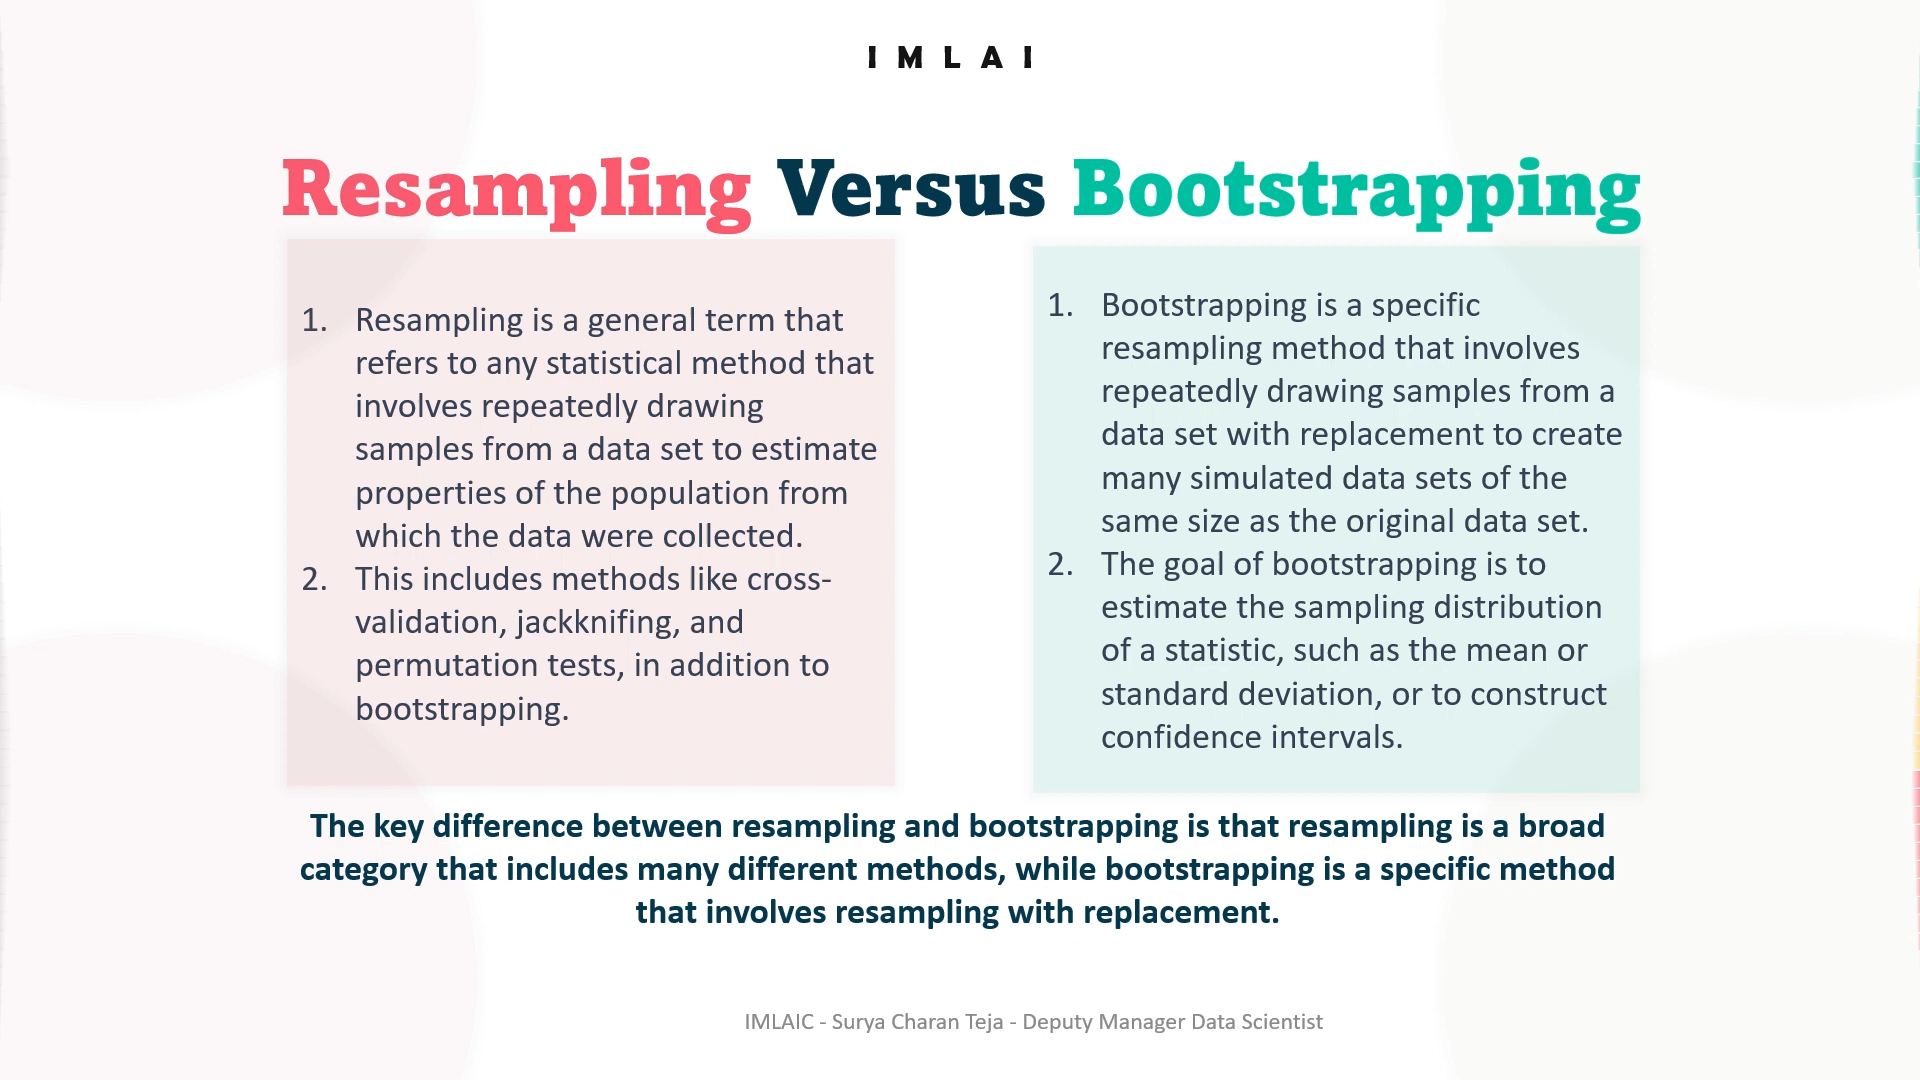 IMLAI
Resampling Versus Bootstrapping
1. Resampling is a general term that
refers to any statistical method that
involves repeatedly drawing
samples from a data set to estimate
properties of the population from
which the data were collected.
2. This includes methods like cross-
validation, jackknifing, and
permutation tests, in addition to
bootstrapping.
1. Bootstrapping is a specific
resampling method that involves
repeatedly drawing samples from a
data set with replacement to create
many simulated data sets of the
same size as the original data set.
2. The goal of bootstrapping is to
estimate the sampling distribution
of a statistic, such as the mean or
standard deviation, or to construct
confidence intervals.
The key difference between resampling and bootstrapping is that resampling is a broad
category that includes many different methods, while bootstrapping is a specific method
that involves resampling with replacement.
IMLAIC - Surya Charan Teja - Deputy Manager Data Scientist